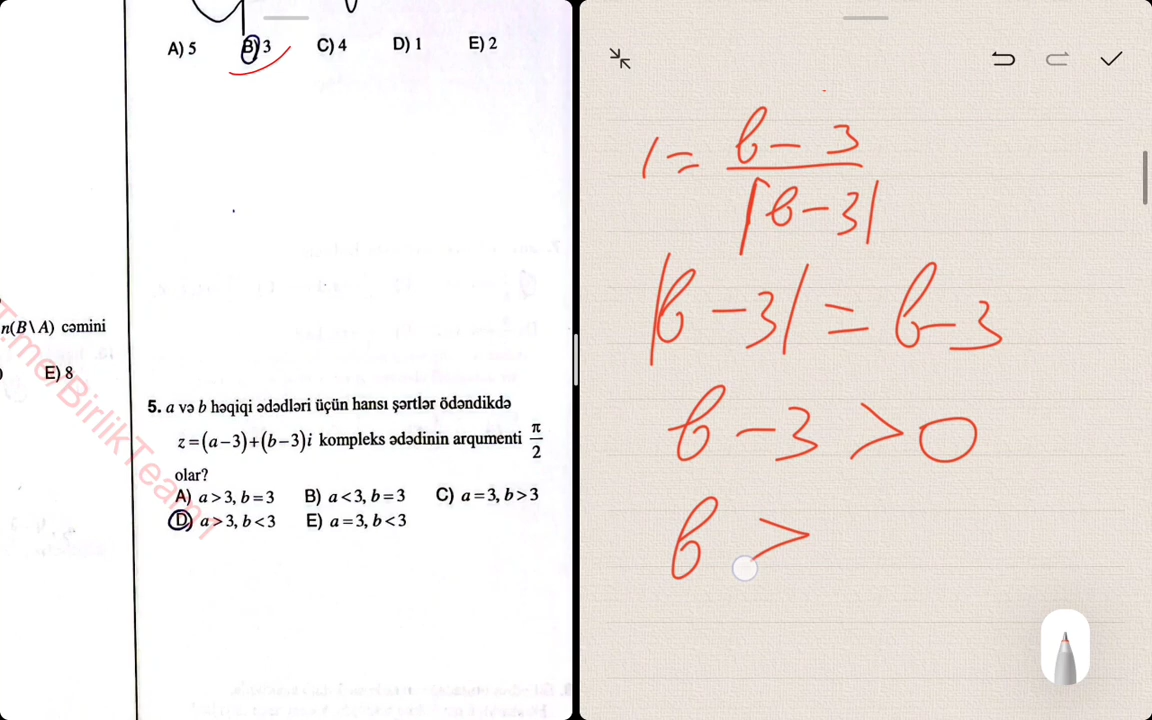 A) 5 B) 3 C) 4 D) 1 E) 2
n(B \ A) cəmini
E) 8
T.me/BirlikTeam1
5. a və b həqiqi ədədləri üçün hansı şərtlər ödəndikdə
z=(a−3)+(b−3)i kompleks ədədinin arqumenti π/2
olar?
A) a>3, b=3 B) a<3, b=3 C) a=3, b>3
D) a>3, b<3 E) a=3, b<3
1 = b−3
|b−3|
|b−3| = b−3
b−3 > 0
b >